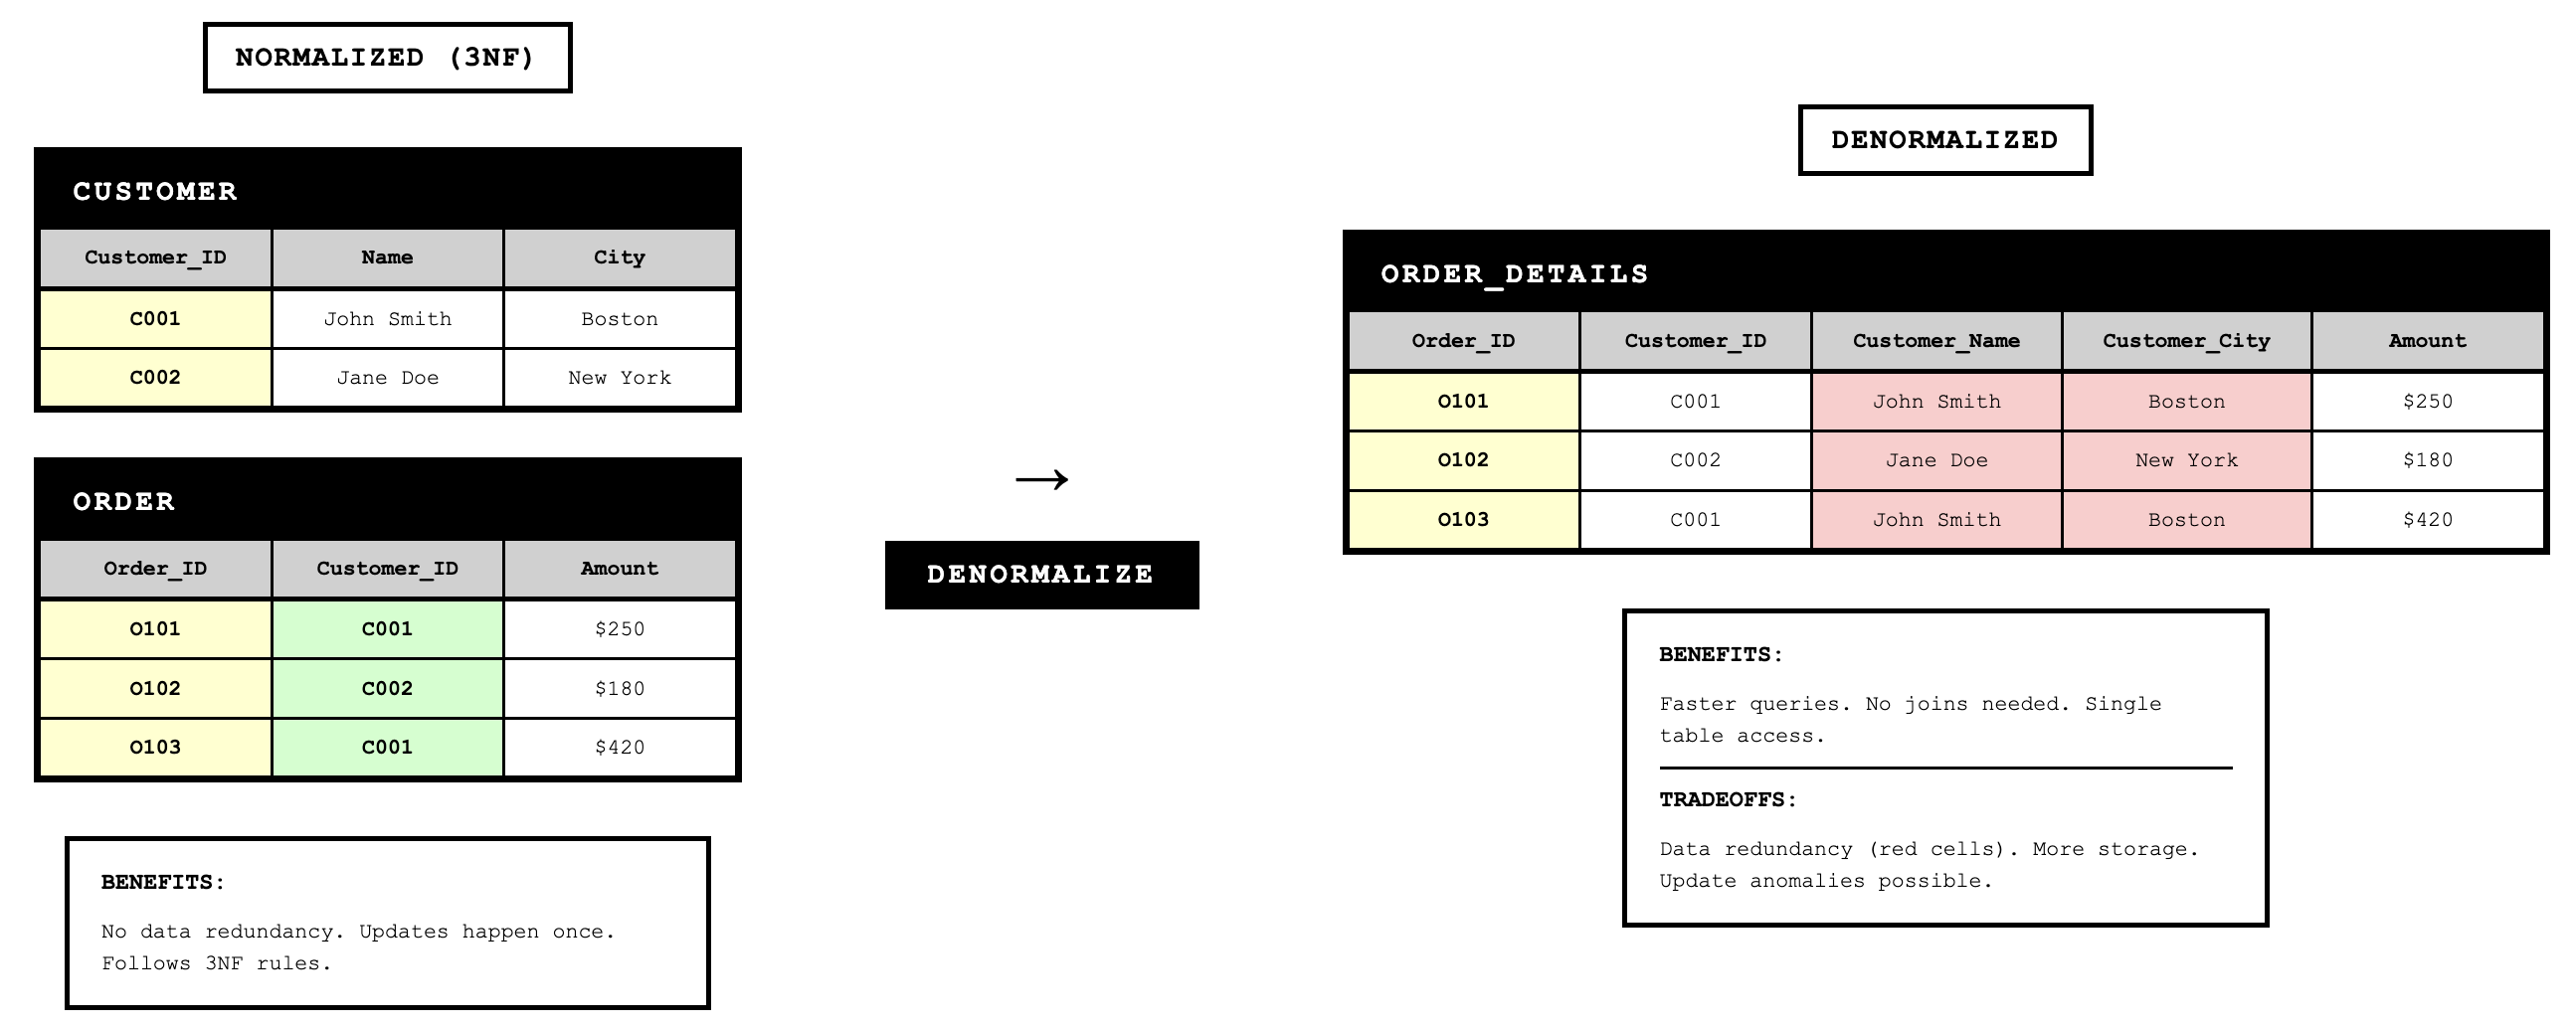 NORMALIZED (3NF)
CUSTOMER
Customer_ID Name City
C001 John Smith Boston
C002 Jane Doe New York
ORDER
Order_ID Customer_ID Amount
O101 C001 $250
O102 C002 $180
O103 C001 $420
BENEFITS:
No data redundancy. Updates happen once.
Follows 3NF rules.
→
DENORMALIZE
DENORMALIZED
ORDER_DETAILS
Order_ID Customer_ID Customer_Name Customer_City Amount
O101 C001 John Smith Boston $250
O102 C002 Jane Doe New York $180
O103 C001 John Smith Boston $420
BENEFITS:
Faster queries. No joins needed. Single
table access.
TRADEOFFS:
Data redundancy (red cells). More storage.
Update anomalies possible.